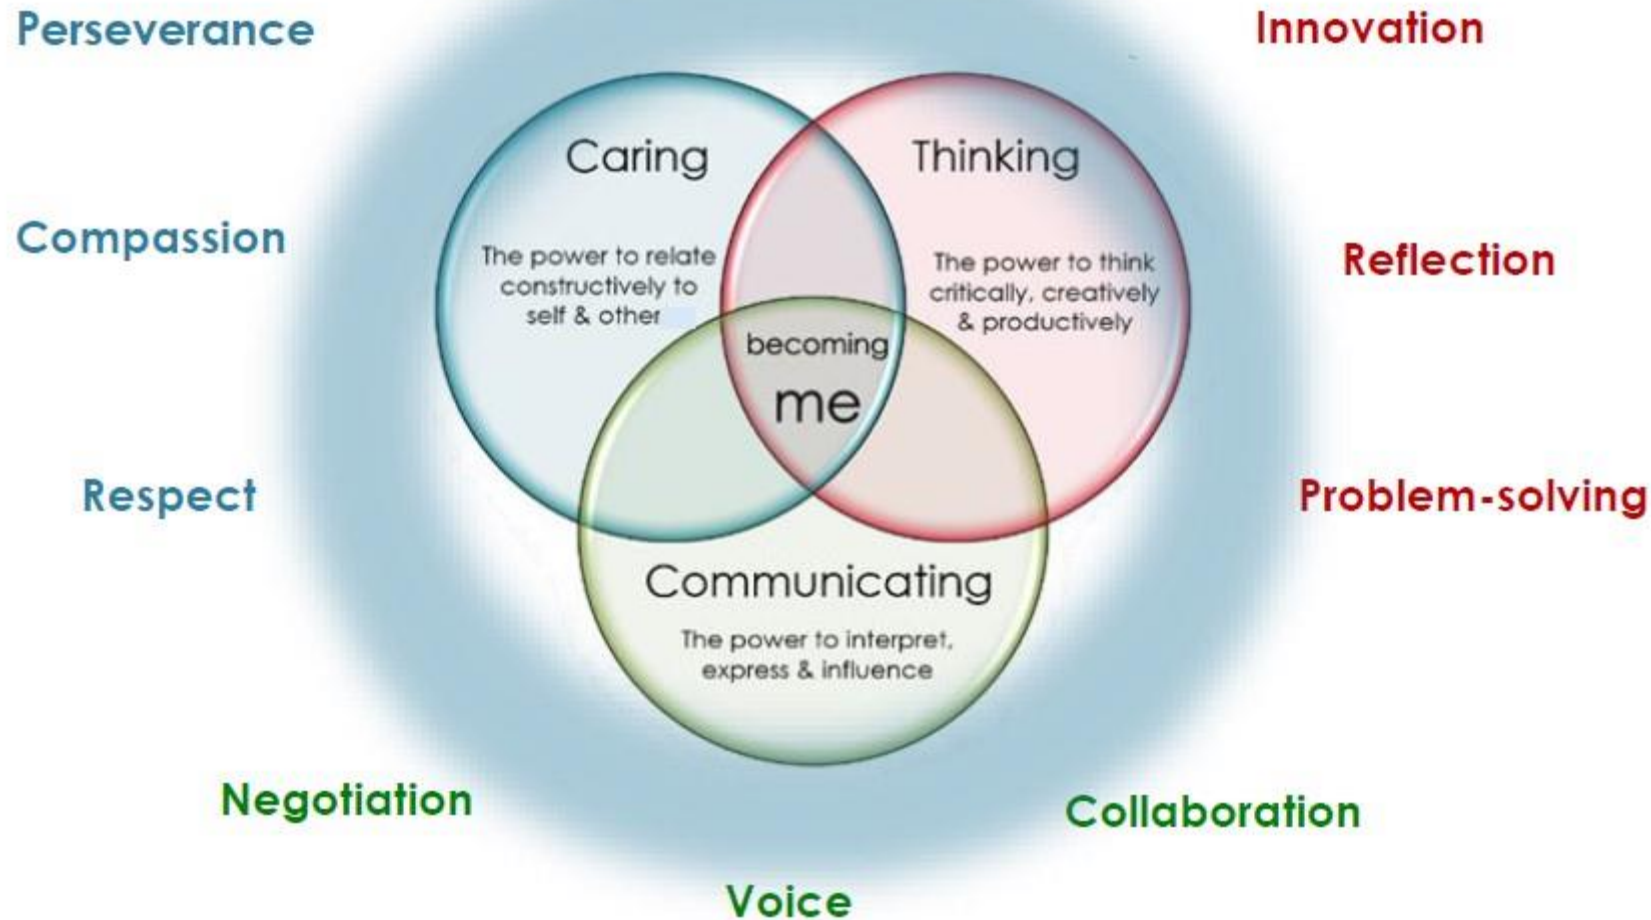 Perseverance
Innovation
Caring
Thinking
Compassion
Reflection
The power to relate
constructively to
self & other
The power to think
critically, creatively
& productively
becoming
me
Respect
Problem-solving
Communicating
The power to interpret,
express & influence
Negotiation
Collaboration
Voice